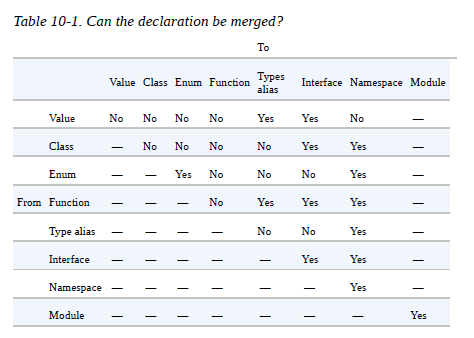 Table 10-1. Can the declaration be merged?
To
Value Class Enum Function Types alias Interface Namespace Module
Value No No No No Yes Yes No —
Class — No No No No Yes Yes —
Enum — — Yes No No No Yes —
From Function — — — No Yes Yes Yes —
Type alias — — — — No No Yes —
Interface — — — — — Yes Yes —
Namespace — — — — — — Yes —
Module — — — — — — — Yes